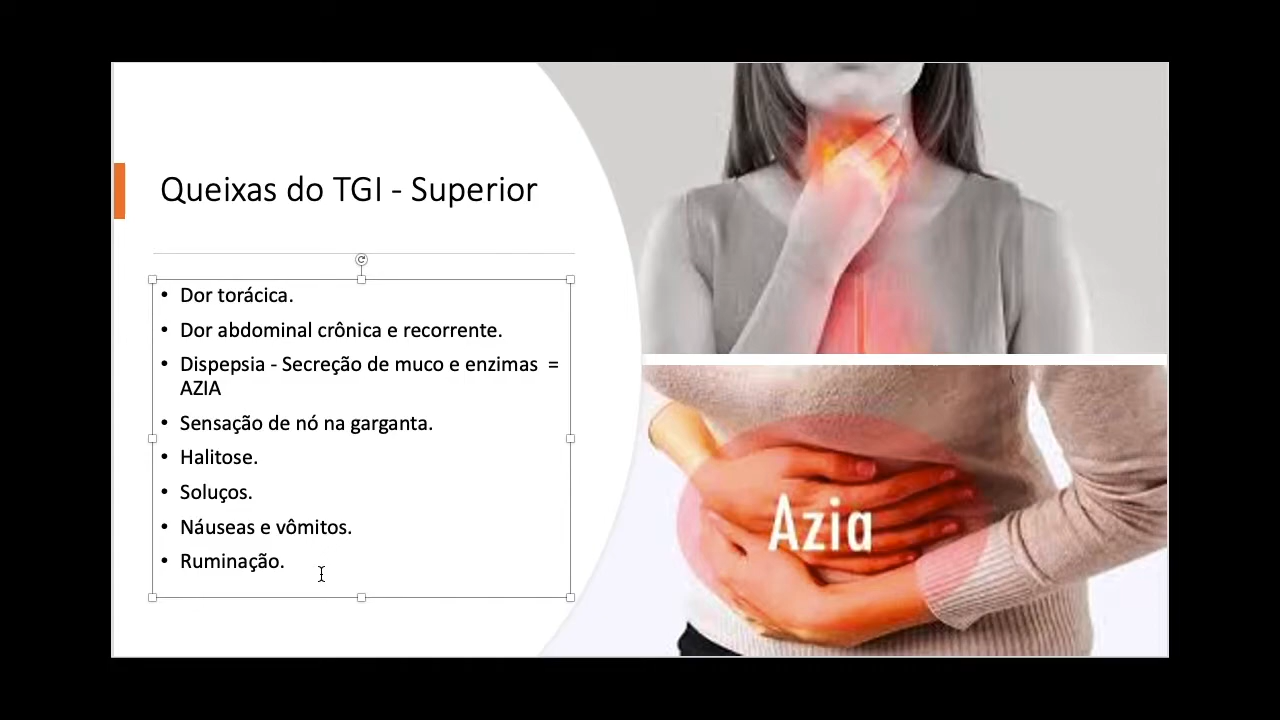 Queixas do TGI - Superior
• Dor torácica.
• Dor abdominal crônica e recorrente.
• Dispepsia - Secreção de muco e enzimas =
AZIA
• Sensação de nó na garganta.
• Halitose.
• Soluços.
• Náuseas e vômitos.
• Ruminação.
Azia